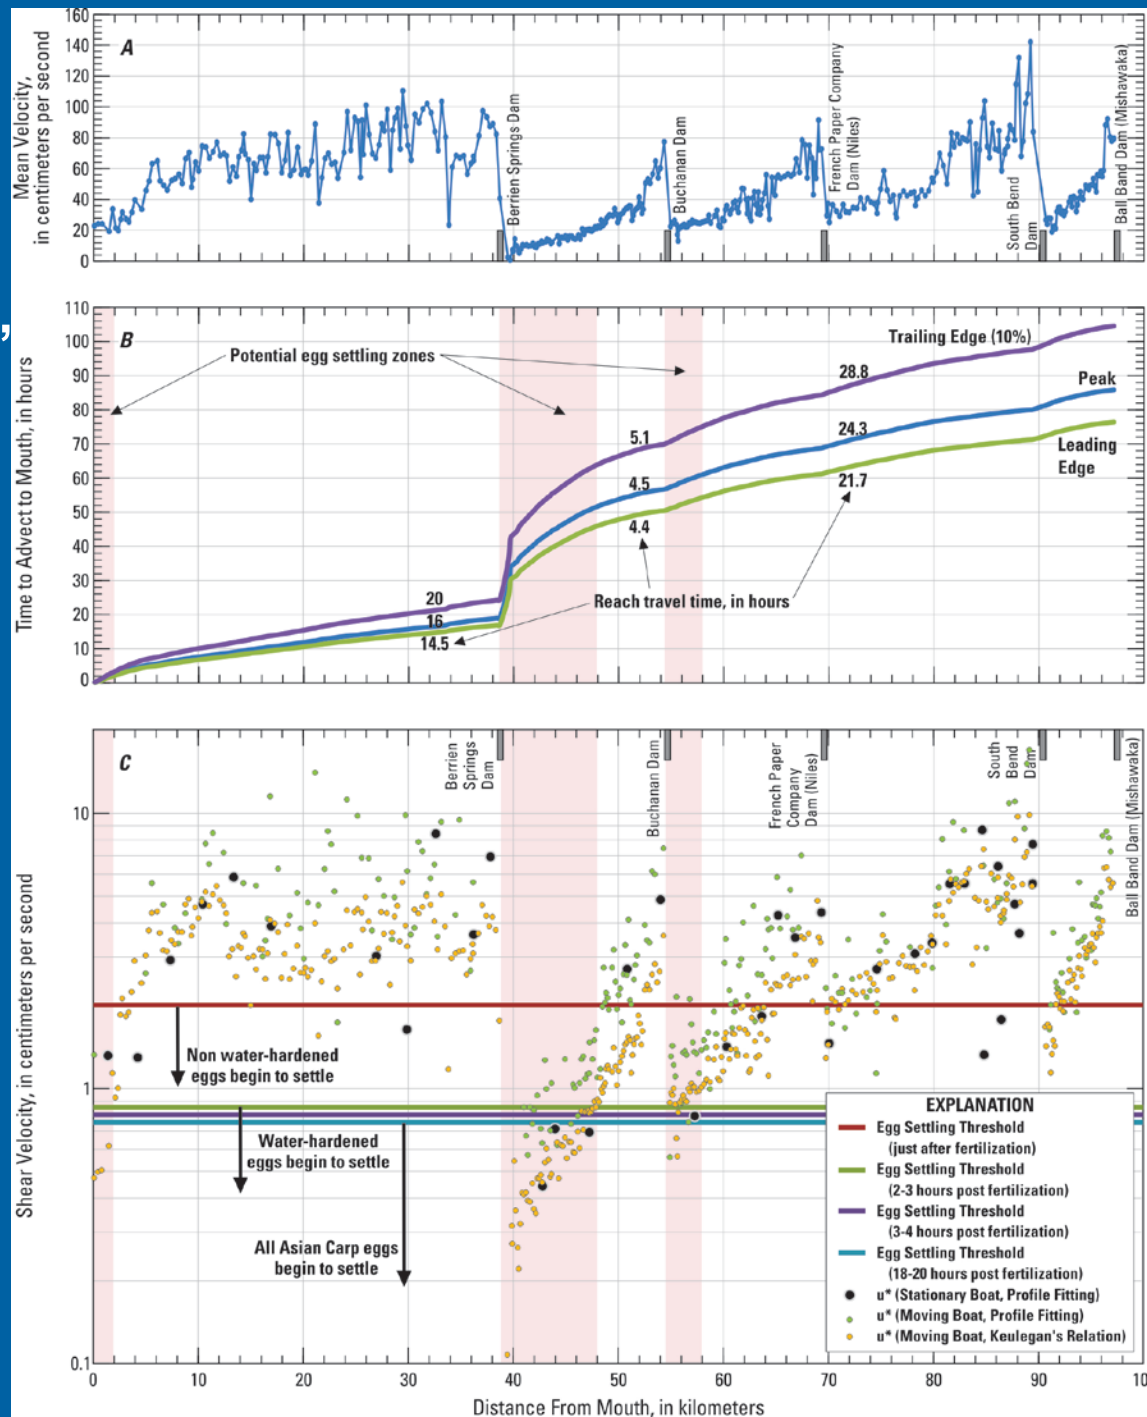 ,
160
140
120
100
80
60
40
20
0
Mean Velocity,
in centimeters per second
A
Berrien Springs Dam
Buchanan Dam
French Paper Company
Dam (Niles)
South Bend
Dam
Ball Band Dam (Mishawaka)
110
100
90
80
70
60
50
40
30
20
10
0
Time to Advect to Mouth, in hours
B
Potential egg settling zones
Trailing Edge (10%)
Peak
Leading
Edge
28.8
24.3
21.7
5.1
4.5
4.4
20
16
14.5
Reach travel time, in hours
10
1
0.1
Shear Velocity, in centimeters per second
C
Berrien
Springs
Dam
Buchanan Dam
French Paper
Company
Dam (Niles)
South
Bend
Dam
Ball Band Dam (Mishawaka)
Non water-hardened
eggs begin to settle
Water-hardened
eggs begin to settle
All Asian Carp eggs
begin to settle
EXPLANATION
Egg Settling Threshold
(just after fertilization)
Egg Settling Threshold
(2-3 hours post fertilization)
Egg Settling Threshold
(3-4 hours post fertilization)
Egg Settling Threshold
(18-20 hours post fertilization)
u* (Stationary Boat, Profile Fitting)
u* (Moving Boat, Profile Fitting)
u* (Moving Boat, Keulegan's Relation)
0 10 20 30 40 50 60 70 80 90 10
Distance From Mouth, in kilometers